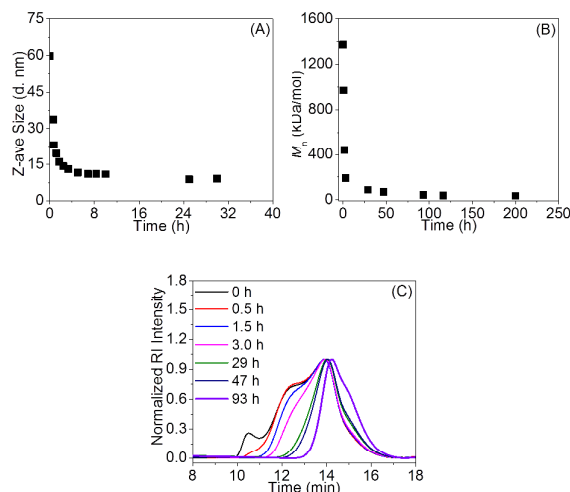 (A)
Z-ave Size (d. nm)
75
60
45
30
15
0
0 8 16 24 32 40
Time (h)
(B)
Mn (kDa/mol)
1600
1200
800
400
0
0 50 100 150 200 250
Time (h)
(C)
Normalized RI Intensity
1.8
1.5
1.2
0.9
0.6
0.3
0.0
0 h
0.5 h
1.5 h
3.0 h
29 h
47 h
93 h
8 10 12 14 16 18
Time (min)